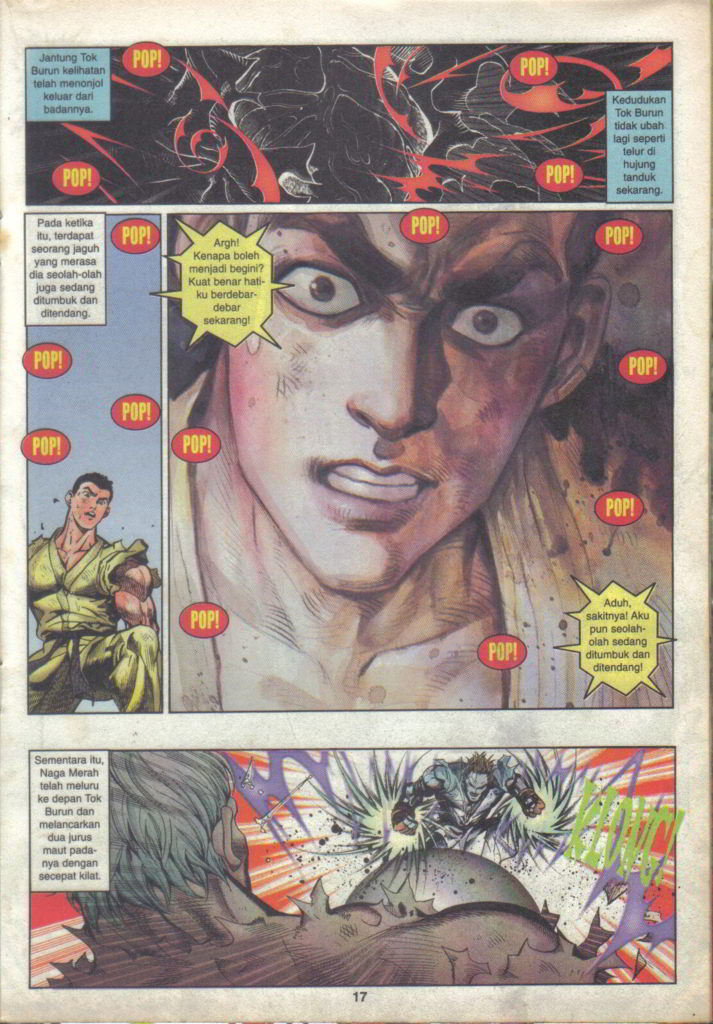 Jantung Tok
Burun kelihatan
telah menonjol
keluar dari
badannya.
POP!
POP!
Kedudukan
Tok Burun
tidak ubah
lagi seperti
telur di
hujung
tanduk
sekarang.
POP!
POP!
Pada ketika
itu, terdapat
seorang jaguh
yang merasa
dia seolah-olah
juga sedang
ditumbuk dan
ditendang.
POP!
POP!
POP!
POP!
Argh!
Kenapa boleh
menjadi begini?
Kuat benar hati-
ku berdebar-
debar
sekarang!
POP!
POP!
POP!
POP!
POP!
POP!
POP!
Aduh,
sakitnya! Aku
pun seolah-
olah sedang
ditumbuk dan
ditendang!
Sementara itu,
Naga Merah
telah meluru
ke depan Tok
Burun dan
melancarkan
dua jurus
maut pada-
nya dengan
secepat kilat.
KLONG!
17